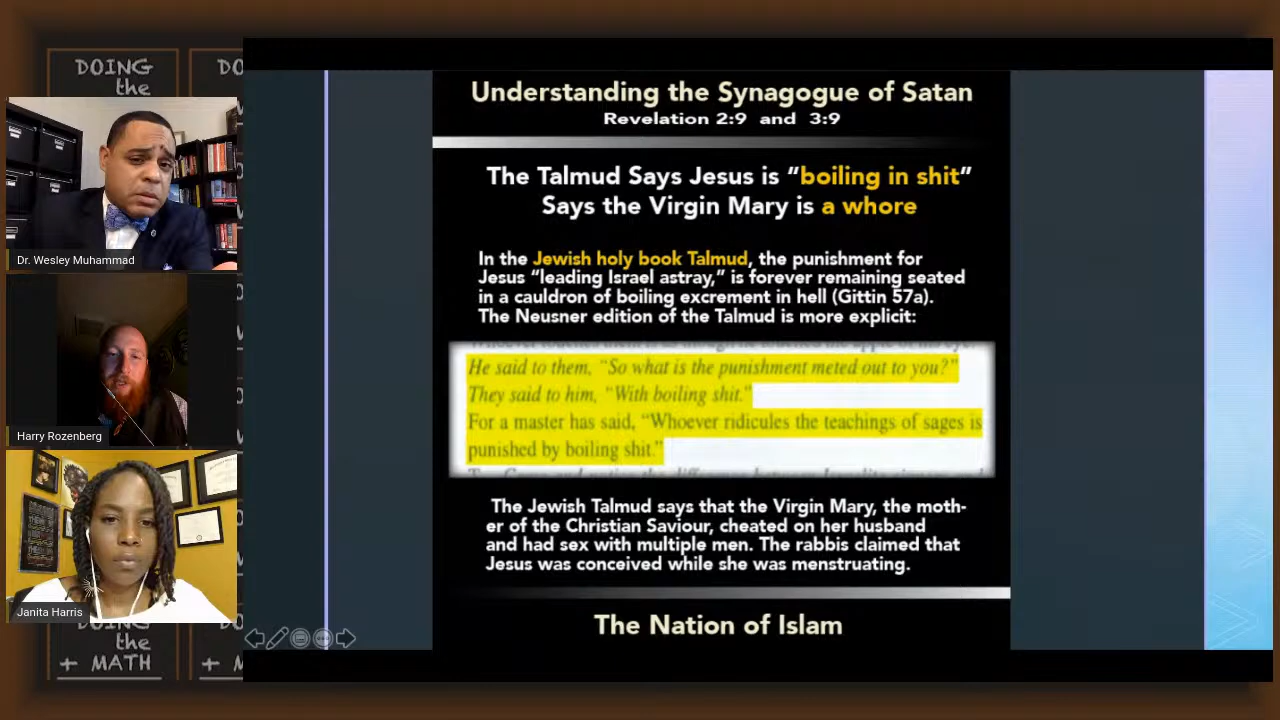 DOING
the
DO
Dr. Wesley Muhammad
Harry Rozenberg
Janita Harris
DOING
the
+ MATH
DO
+ M
Understanding the Synagogue of Satan
Revelation 2:9 and 3:9
The Talmud Says Jesus is “boiling in shit”
Says the Virgin Mary is a whore
In the Jewish holy book Talmud, the punishment for
Jesus “leading Israel astray,” is forever remaining seated
in a cauldron of boiling excrement in hell (Gittin 57a).
The Neusner edition of the Talmud is more explicit:
He said to them, “So what is the punishment meted out to you?”
They said to him, “With boiling shit.”
For a master has said, “Whoever ridicules the teachings of sages is
punished by boiling shit.”
The Jewish Talmud says that the Virgin Mary, the moth-
er of the Christian Saviour, cheated on her husband
and had sex with multiple men. The rabbis claimed that
Jesus was conceived while she was menstruating.
The Nation of Islam